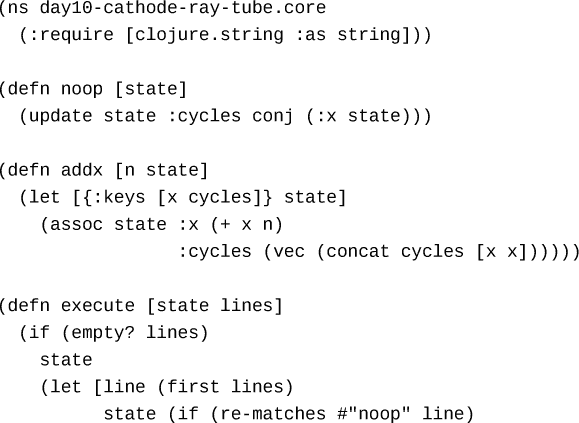 (ns day10-cathode-ray-tube.core
  (:require [clojure.string :as string]))

(defn noop [state]
  (update state :cycles conj (:x state)))

(defn addx [n state]
  (let [{:keys [x cycles]} state]
    (assoc state :x (+ x n)
                 :cycles (vec (concat cycles [x x])))))

(defn execute [state lines]
  (if (empty? lines)
    state
    (let [line (first lines)
          state (if (re-matches #"noop" line)